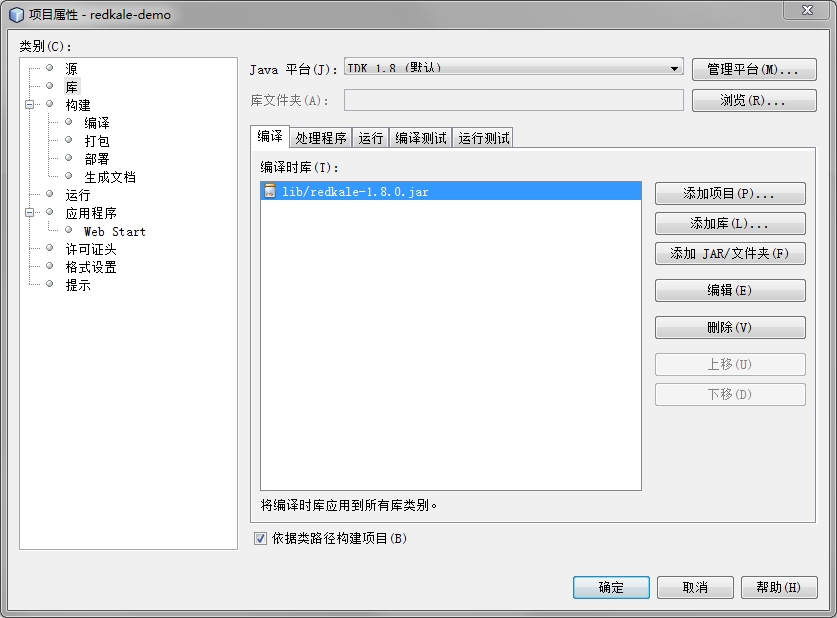 项目属性 - redkale-demo
类别(C):
源
库
构建
编译
打包
部署
生成文档
运行
应用程序
Web Start
许可证头
格式设置
提示
Java 平台(J): JDK 1.8 (默认) 管理平台(M)...
库文件夹(A): 浏览(R)...
编译 处理程序 运行 编译测试 运行测试
编译时库(T):
lib/redkale-1.8.0.jar
添加项目(P)...
添加库(L)...
添加 JAR/文件夹(F)
编辑(E)
删除(V)
上移(U)
下移(D)
将编译时库应用到所有库类别。
依据类路径构建项目(B)
确定 取消 帮助(H)